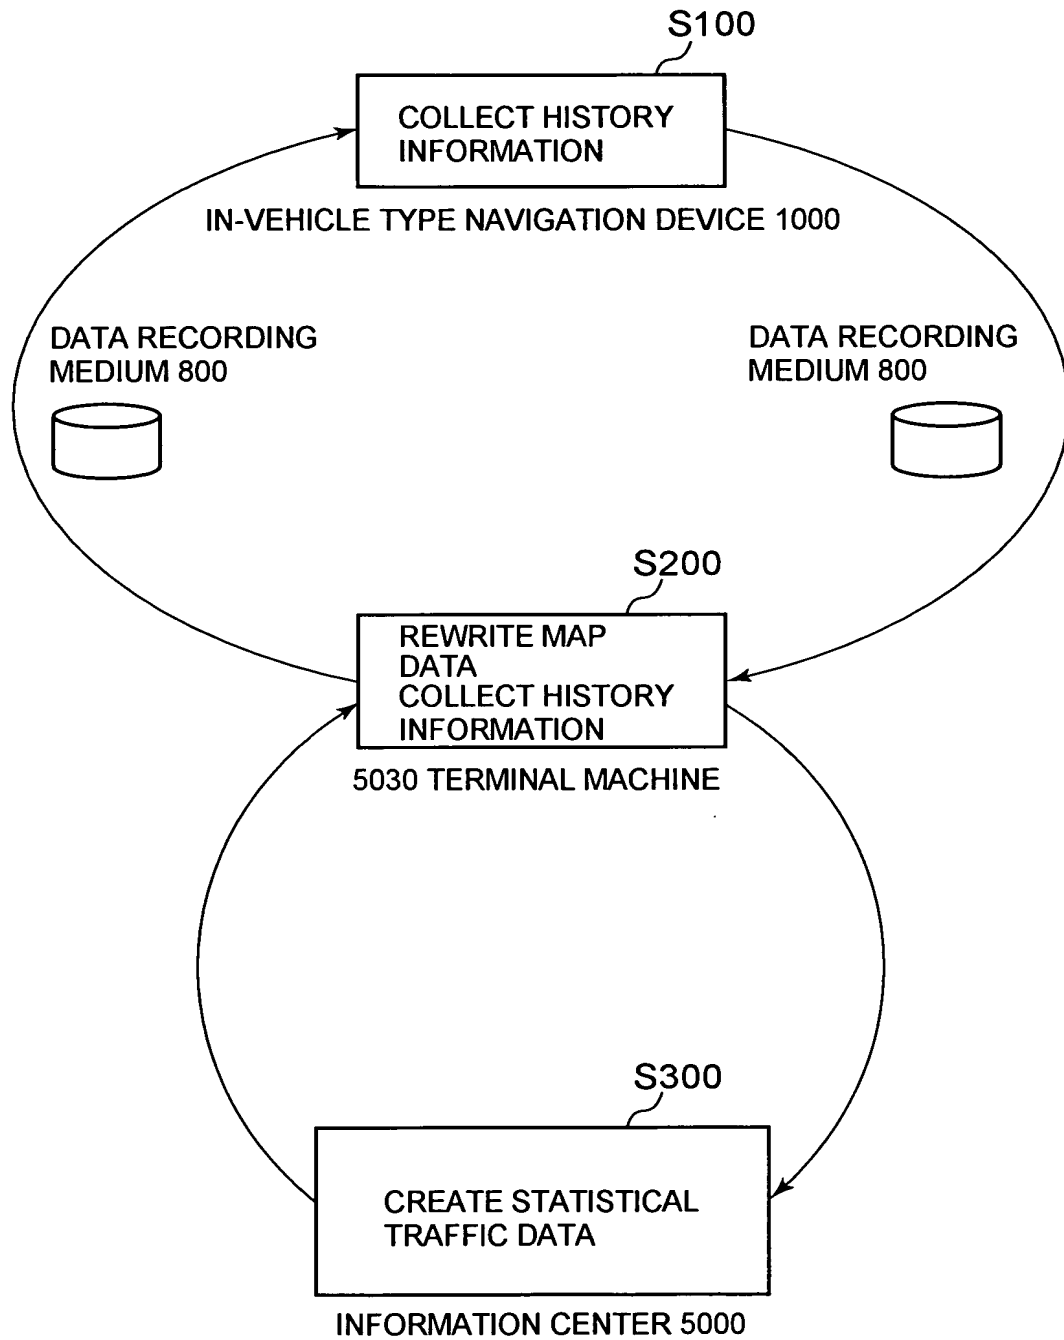 S100
COLLECT HISTORY
INFORMATION
IN-VEHICLE TYPE NAVIGATION DEVICE 1000
DATA RECORDING
MEDIUM 800
DATA RECORDING
MEDIUM 800
S200
REWRITE MAP
DATA
COLLECT HISTORY
INFORMATION
5030 TERMINAL MACHINE
S300
CREATE STATISTICAL
TRAFFIC DATA
INFORMATION CENTER 5000